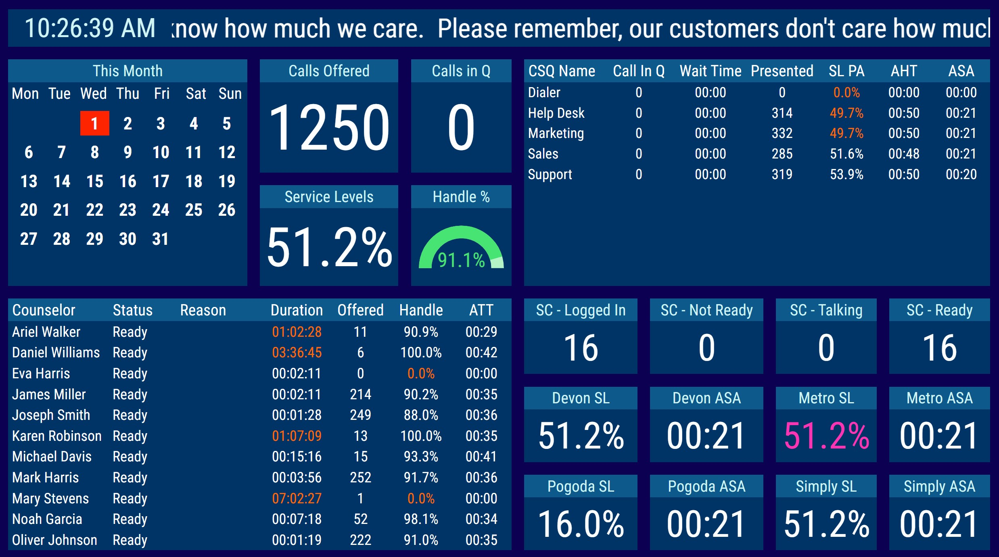 10:26:39 AM know how much we care. Please remember, our customers don't care how much
This Month
Mon Tue Wed Thu Fri Sat Sun
1 2 3 4 5
6 7 8 9 10 11 12
13 14 15 16 17 18 19
20 21 22 23 24 25 26
27 28 29 30 31
Calls Offered
1250
Calls in Q
0
Service Levels
51.2%
Handle %
91.1%
CSQ Name Call In Q Wait Time Presented SL PA AHT ASA
Dialer 0 00:00 0 0.0% 00:00 00:00
Help Desk 0 00:00 314 49.7% 00:50 00:21
Marketing 0 00:00 332 49.7% 00:50 00:21
Sales 0 00:00 285 51.6% 00:48 00:21
Support 0 00:00 319 53.9% 00:50 00:20
Counselor Status Reason Duration Offered Handle ATT
Ariel Walker Ready 01:02:28 11 90.9% 00:29
Daniel Williams Ready 03:36:45 6 100.0% 00:42
Eva Harris Ready 00:02:11 0 0.0% 00:00
James Miller Ready 00:02:11 214 90.2% 00:35
Joseph Smith Ready 00:01:28 249 88.0% 00:36
Karen Robinson Ready 01:07:09 13 100.0% 00:35
Michael Davis Ready 00:15:16 15 93.3% 00:41
Mark Harris Ready 00:03:56 252 91.7% 00:36
Mary Stevens Ready 07:02:27 1 0.0% 00:00
Noah Garcia Ready 00:07:18 52 98.1% 00:34
Oliver Johnson Ready 00:01:19 222 91.0% 00:35
SC - Logged In
16
SC - Not Ready
0
SC - Talking
0
SC - Ready
16
Devon SL
51.2%
Devon ASA
00:21
Metro SL
51.2%
Metro ASA
00:21
Pogoda SL
16.0%
Pogoda ASA
00:21
Simply SL
51.2%
Simply ASA
00:21